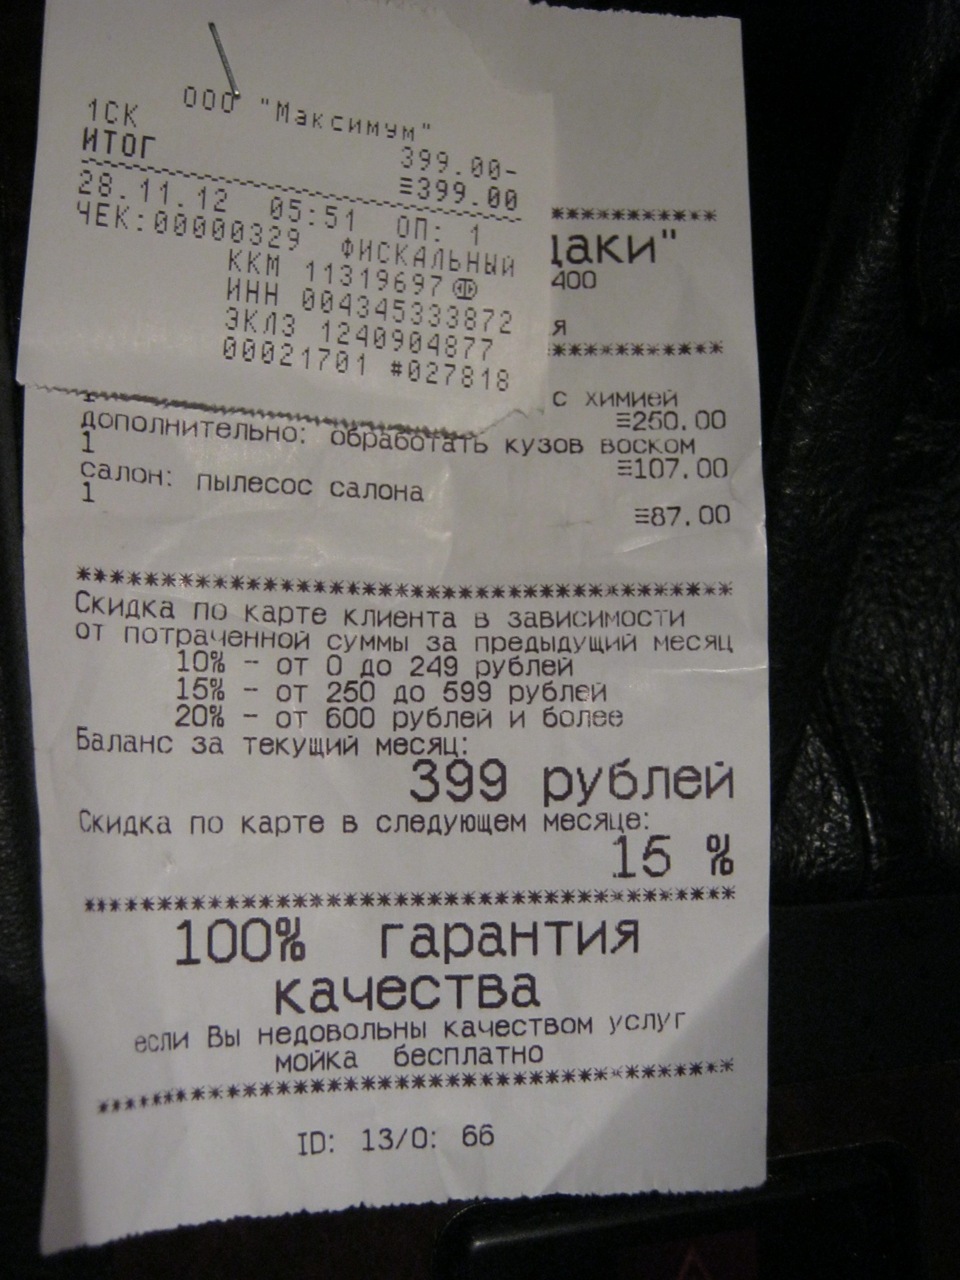 ООО "Максимум"
1СК 399.00-
ИТОГ ≡399.00
28.11.12 05:51 ОП: 1
ЧЕК:00000329 ФИСКАЛЬНЫЙ
ККМ 11319697
ИНН 004345333872
ЭКЛЗ 1240904877
00021701 #027818
****************
даки"
400
я
****************
с химией
≡250.00
дополнительно: обработать кузов воском
1 ≡107.00
салон: пылесос салона
1 ≡87.00
****************************************
Скидка по карте клиента в зависимости
от потраченной суммы за предыдущий месяц
10% - от 0 до 249 рублей
15% - от 250 до 599 рублей
20% - от 600 рублей и более
Баланс за текущий месяц:
399 рублей
Скидка по карте в следующем месяце:
15 %
****************************************
100% гарантия
качества
если Вы недовольны качеством услуг
мойка бесплатно
****************************************
ID: 13/0: 66